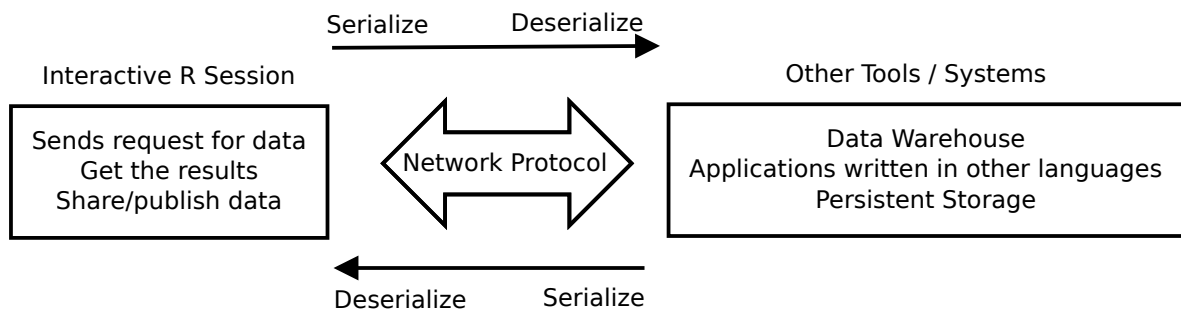 Serialize Deserialize
Interactive R Session
Other Tools / Systems
Sends request for data
Get the results
Share/publish data
Network Protocol
Data Warehouse
Applications written in other languages
Persistent Storage
Deserialize Serialize